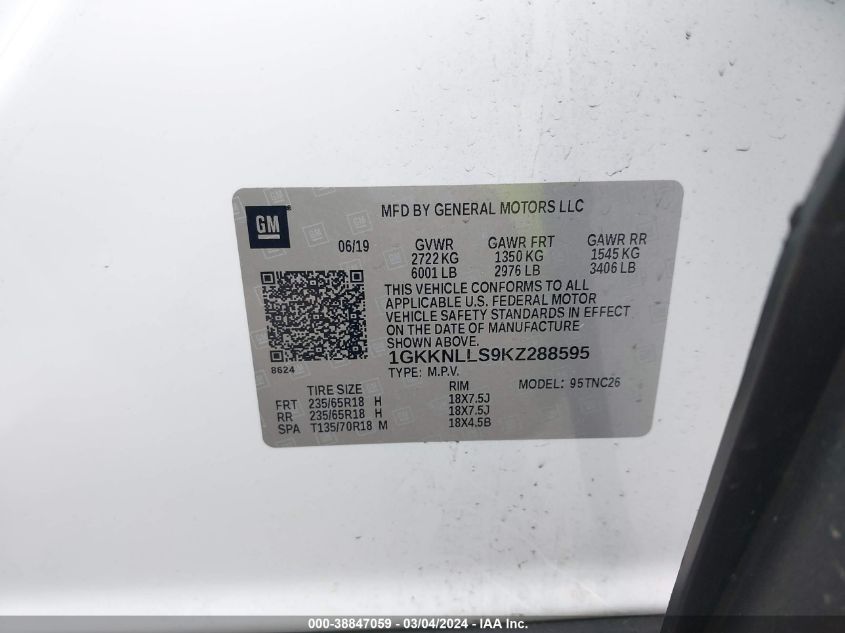 GM
MFD BY GENERAL MOTORS LLC
06/19 GVWR GAWR FRT GAWR RR
2722 KG 1350 KG 1545 KG
6001 LB 2976 LB 3406 LB
THIS VEHICLE CONFORMS TO ALL
APPLICABLE U.S. FEDERAL MOTOR
VEHICLE SAFETY STANDARDS IN EFFECT
ON THE DATE OF MANUFACTURE
SHOWN ABOVE.
8624
1GKKNLLS9KZ288595
TYPE: M.P.V. MODEL: 95TNC26
TIRE SIZE RIM
FRT 235/65R18 H 18X7.5J
RR 235/65R18 H 18X7.5J
SPA T135/70R18 M 18X4.5B
000-38847059 — 03/04/2024 — IAAI Inc.